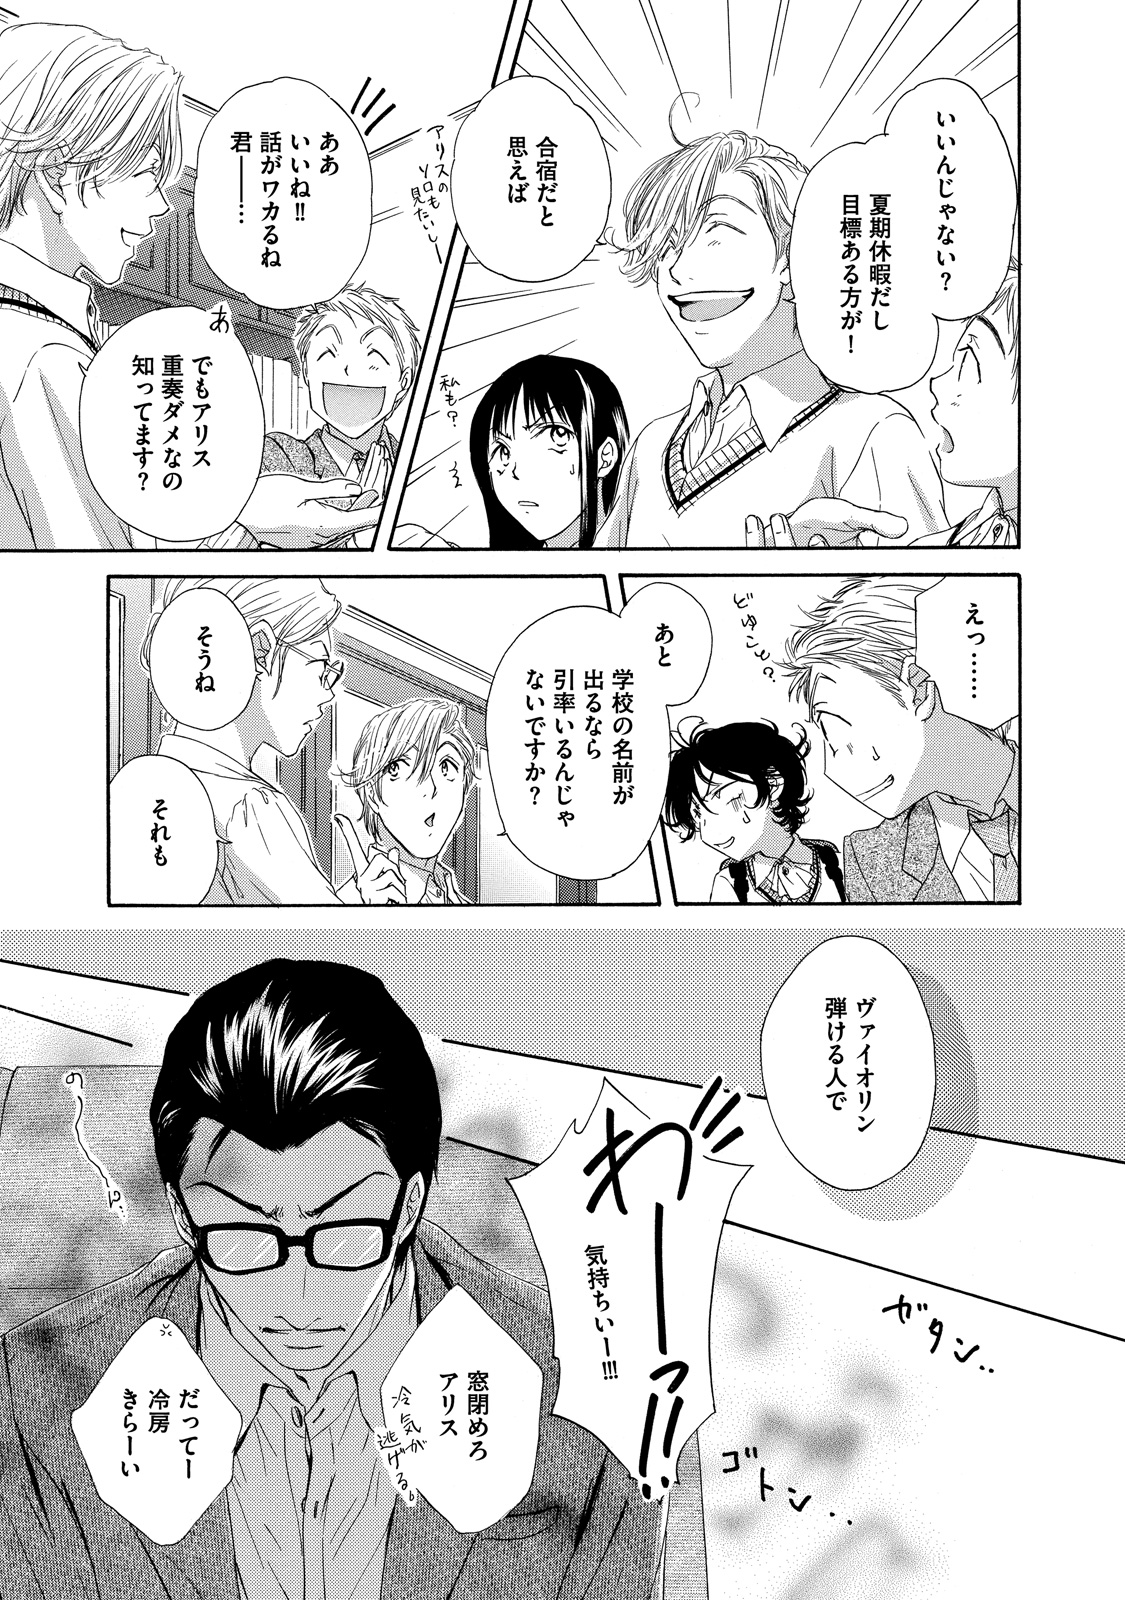 いいんじゃない?
夏期休暇だし
目標ある方が!
合宿だと
思えば
アリスの
ソロも
見たいしー
私も?
ああ
いいね!!
話がワカるね
君――…
あ
でもアリス
重奏ダメなの
知ってます?
えっ……
どゆこと?
あと
学校の名前が
出るなら
引率いるんじゃ
ないですか?
そうね
それも
ヴァイオリン
弾ける人で
わーっ!!
気持ちいー!!!
ガタン‥
ゴトン‥
窓閉めろ
アリス
冷気が
逃げる。
だってー
冷房
きらーい